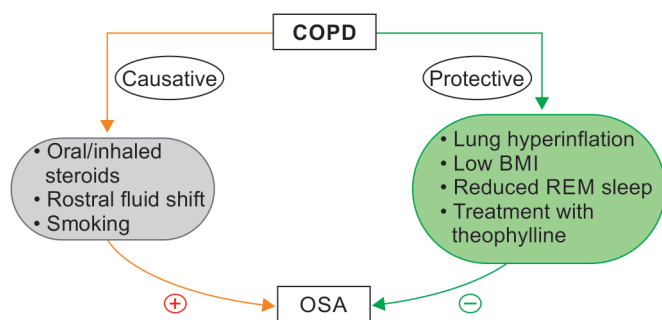 COPD
Causative
Protective
• Oral/inhaled
steroids
• Rostral fluid shift
• Smoking
• Lung hyperinflation
• Low BMI
• Reduced REM sleep
• Treatment with
theophylline
+
OSA
−